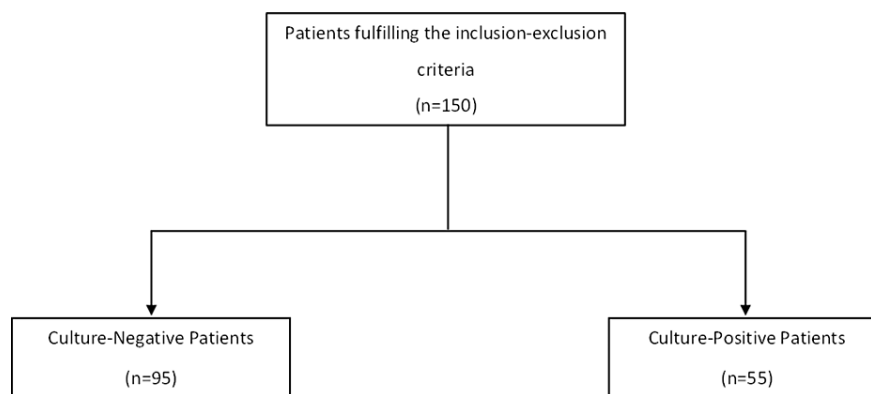 Patients fulfilling the inclusion-exclusion
criteria
(n=150)
Culture-Negative Patients
(n=95)
Culture-Positive Patients
(n=55)